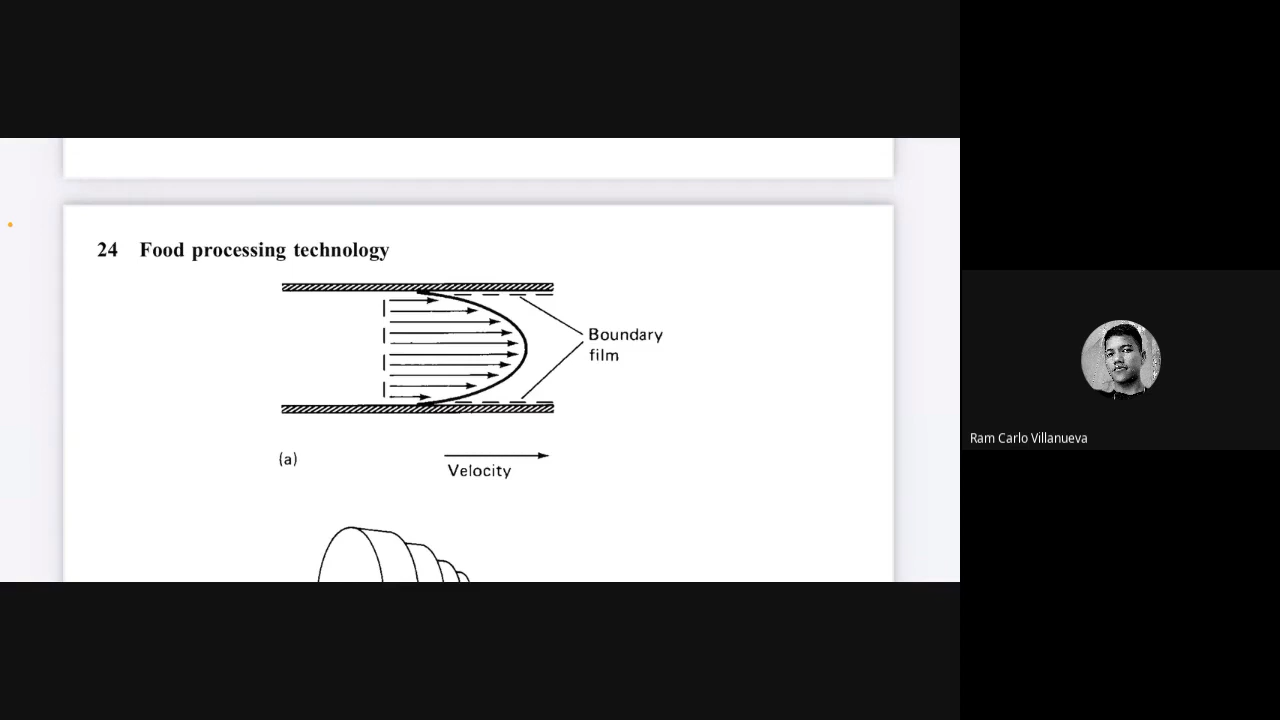 24 Food processing technology
Boundary
film
(a)
Velocity
Ram Carlo Villanueva